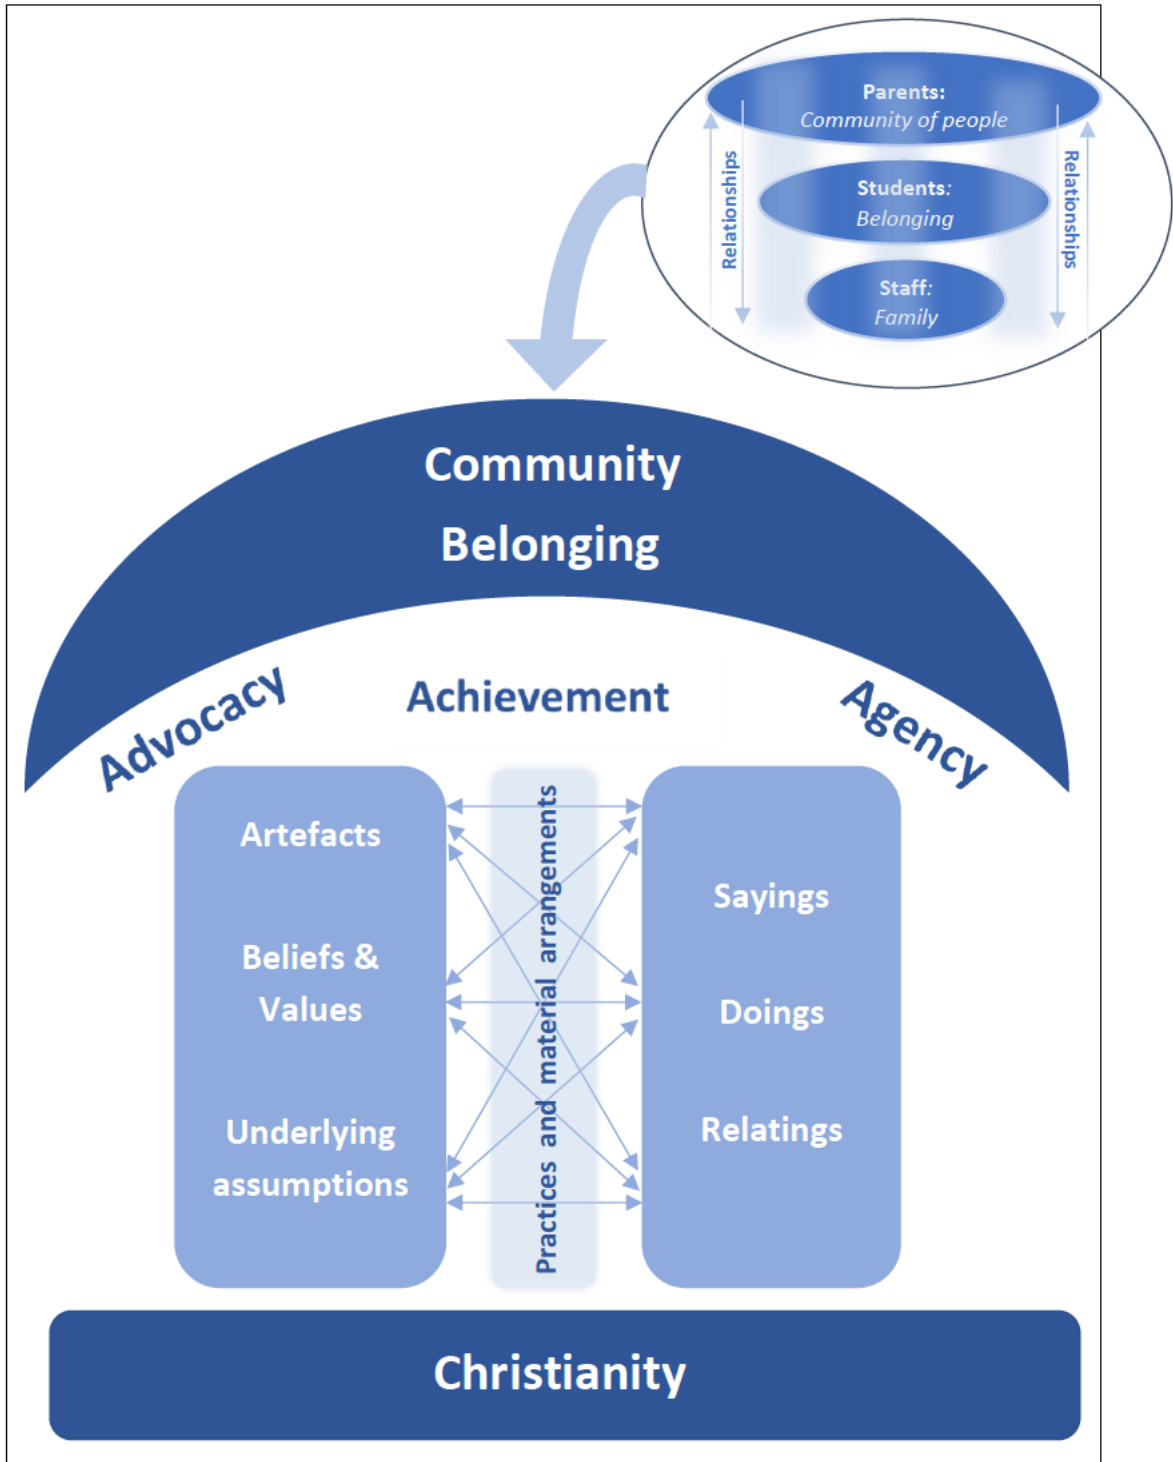 Parents:
Community of people
Relationships
Relationships
Students:
Belonging
Staff:
Family
Community
Belonging
Advocacy
Achievement
Agency
Artefacts
Beliefs &
Values
Underlying
assumptions
Practices and material arrangements
Sayings
Doings
Relatings
Christianity